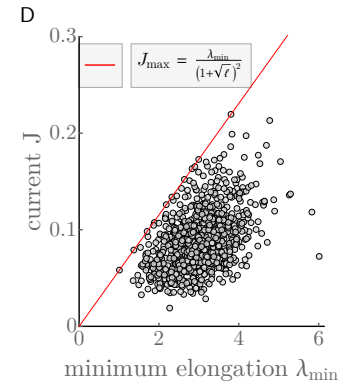 D
0.3
J_max = λ_min / (1+√ℓ)²
0.2
current J
0.1
0
0 2 4 6
minimum elongation λ_min